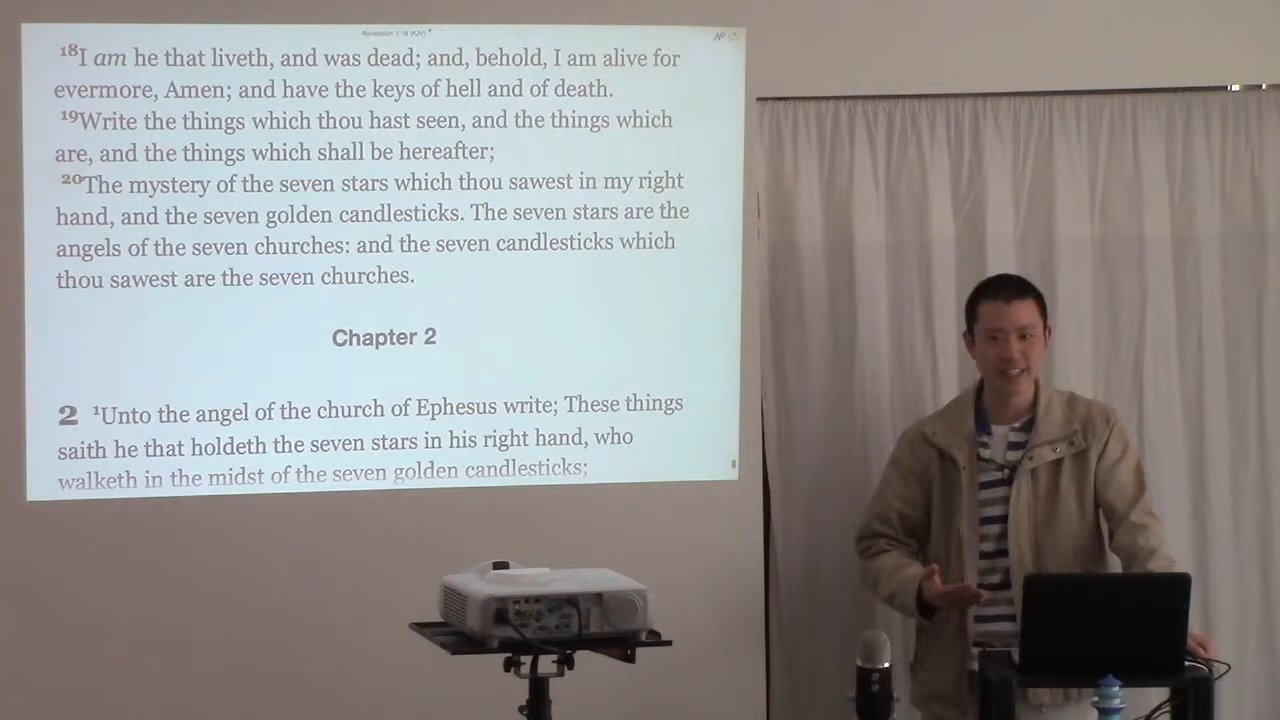 Revelation 1:18 (KJV)
18I am he that liveth, and was dead; and, behold, I am alive for
evermore, Amen; and have the keys of hell and of death.
19Write the things which thou hast seen, and the things which
are, and the things which shall be hereafter;
20The mystery of the seven stars which thou sawest in my right
hand, and the seven golden candlesticks. The seven stars are the
angels of the seven churches: and the seven candlesticks which
thou sawest are the seven churches.
Chapter 2
2 1Unto the angel of the church of Ephesus write; These things
saith he that holdeth the seven stars in his right hand, who
walketh in the midst of the seven golden candlesticks;